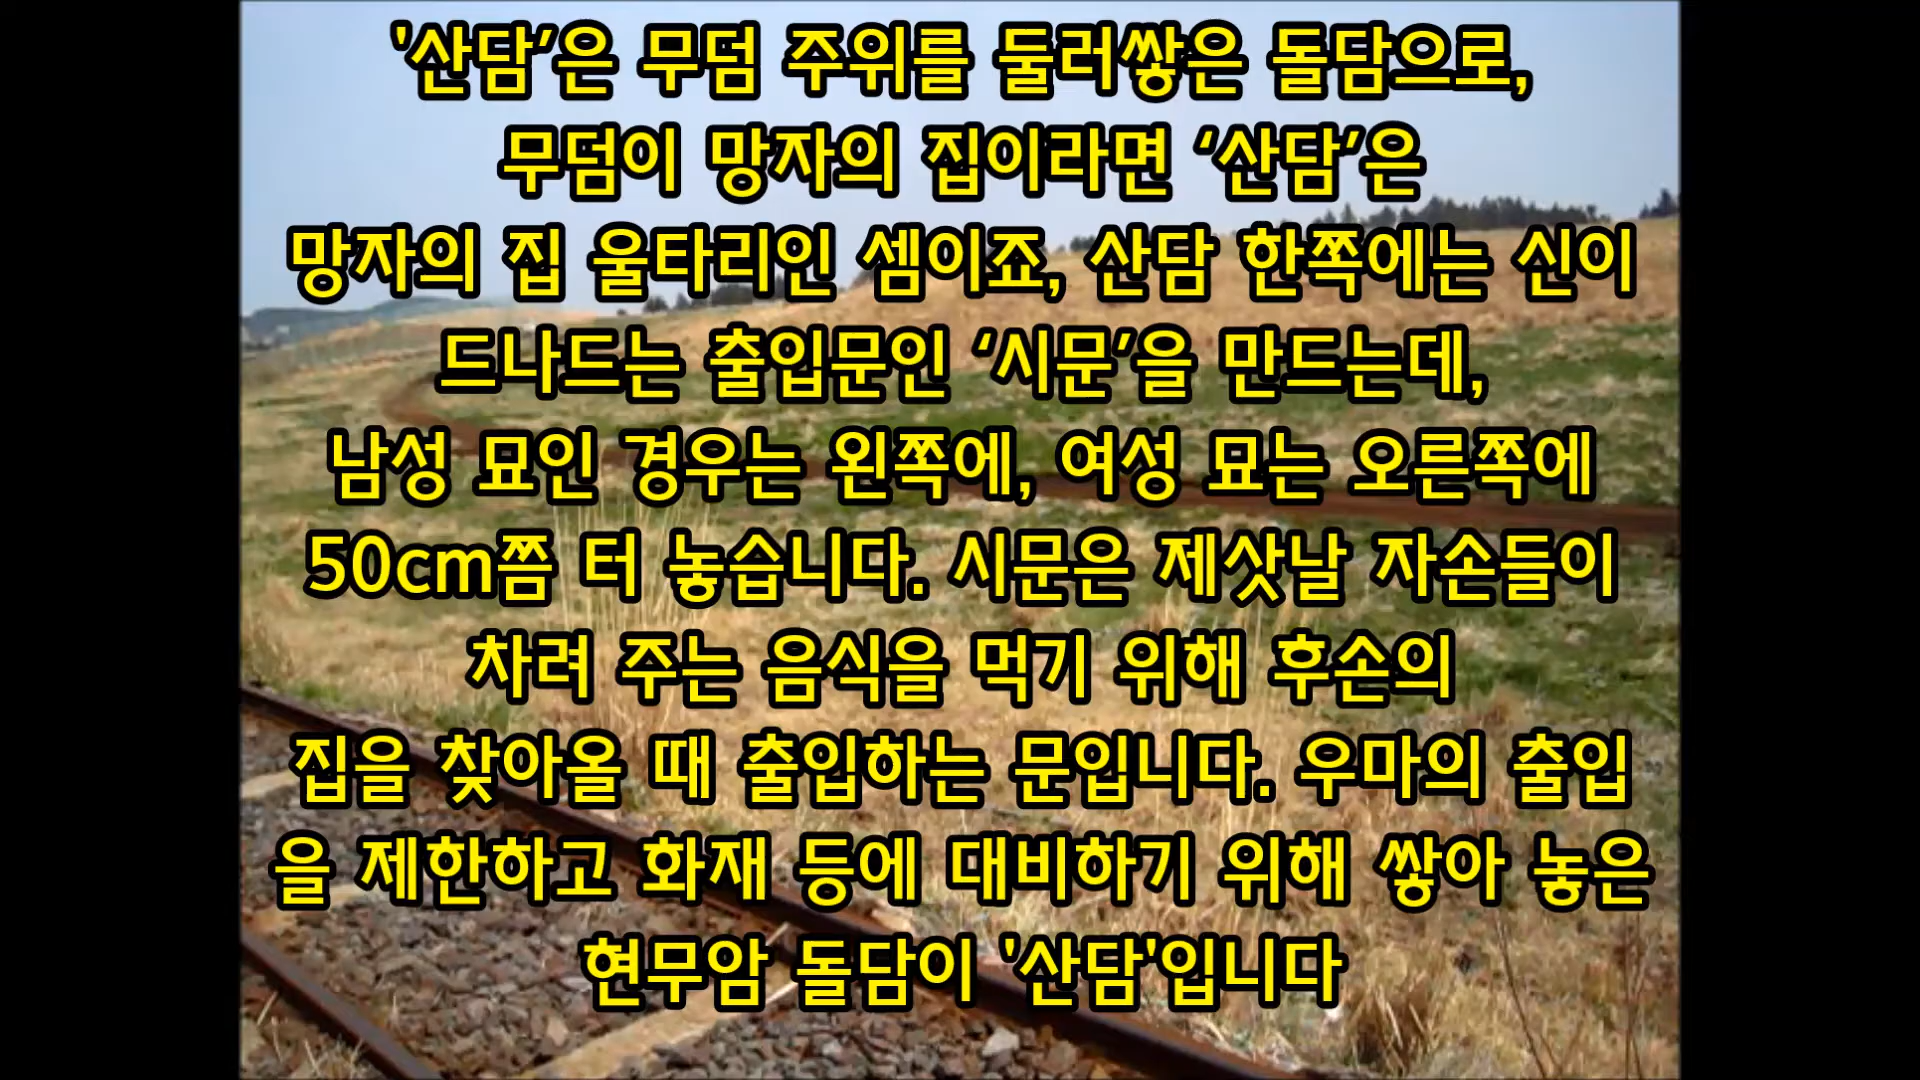 '산담’은 무덤 주위를 둘러쌓은 돌담으로,
무덤이 망자의 집이라면 ‘산담’은
망자의 집 울타리인 셈이죠, 산담 한쪽에는 신이
드나드는 출입문인 ‘시문’을 만드는데,
남성 묘인 경우는 왼쪽에, 여성 묘는 오른쪽에
50cm쯤 터 놓습니다. 시문은 제삿날 자손들이
차려 주는 음식을 먹기 위해 후손의
집을 찾아올 때 출입하는 문입니다. 우마의 출입
을 제한하고 화재 등에 대비하기 위해 쌓아 놓은
현무암 돌담이 '산담'입니다